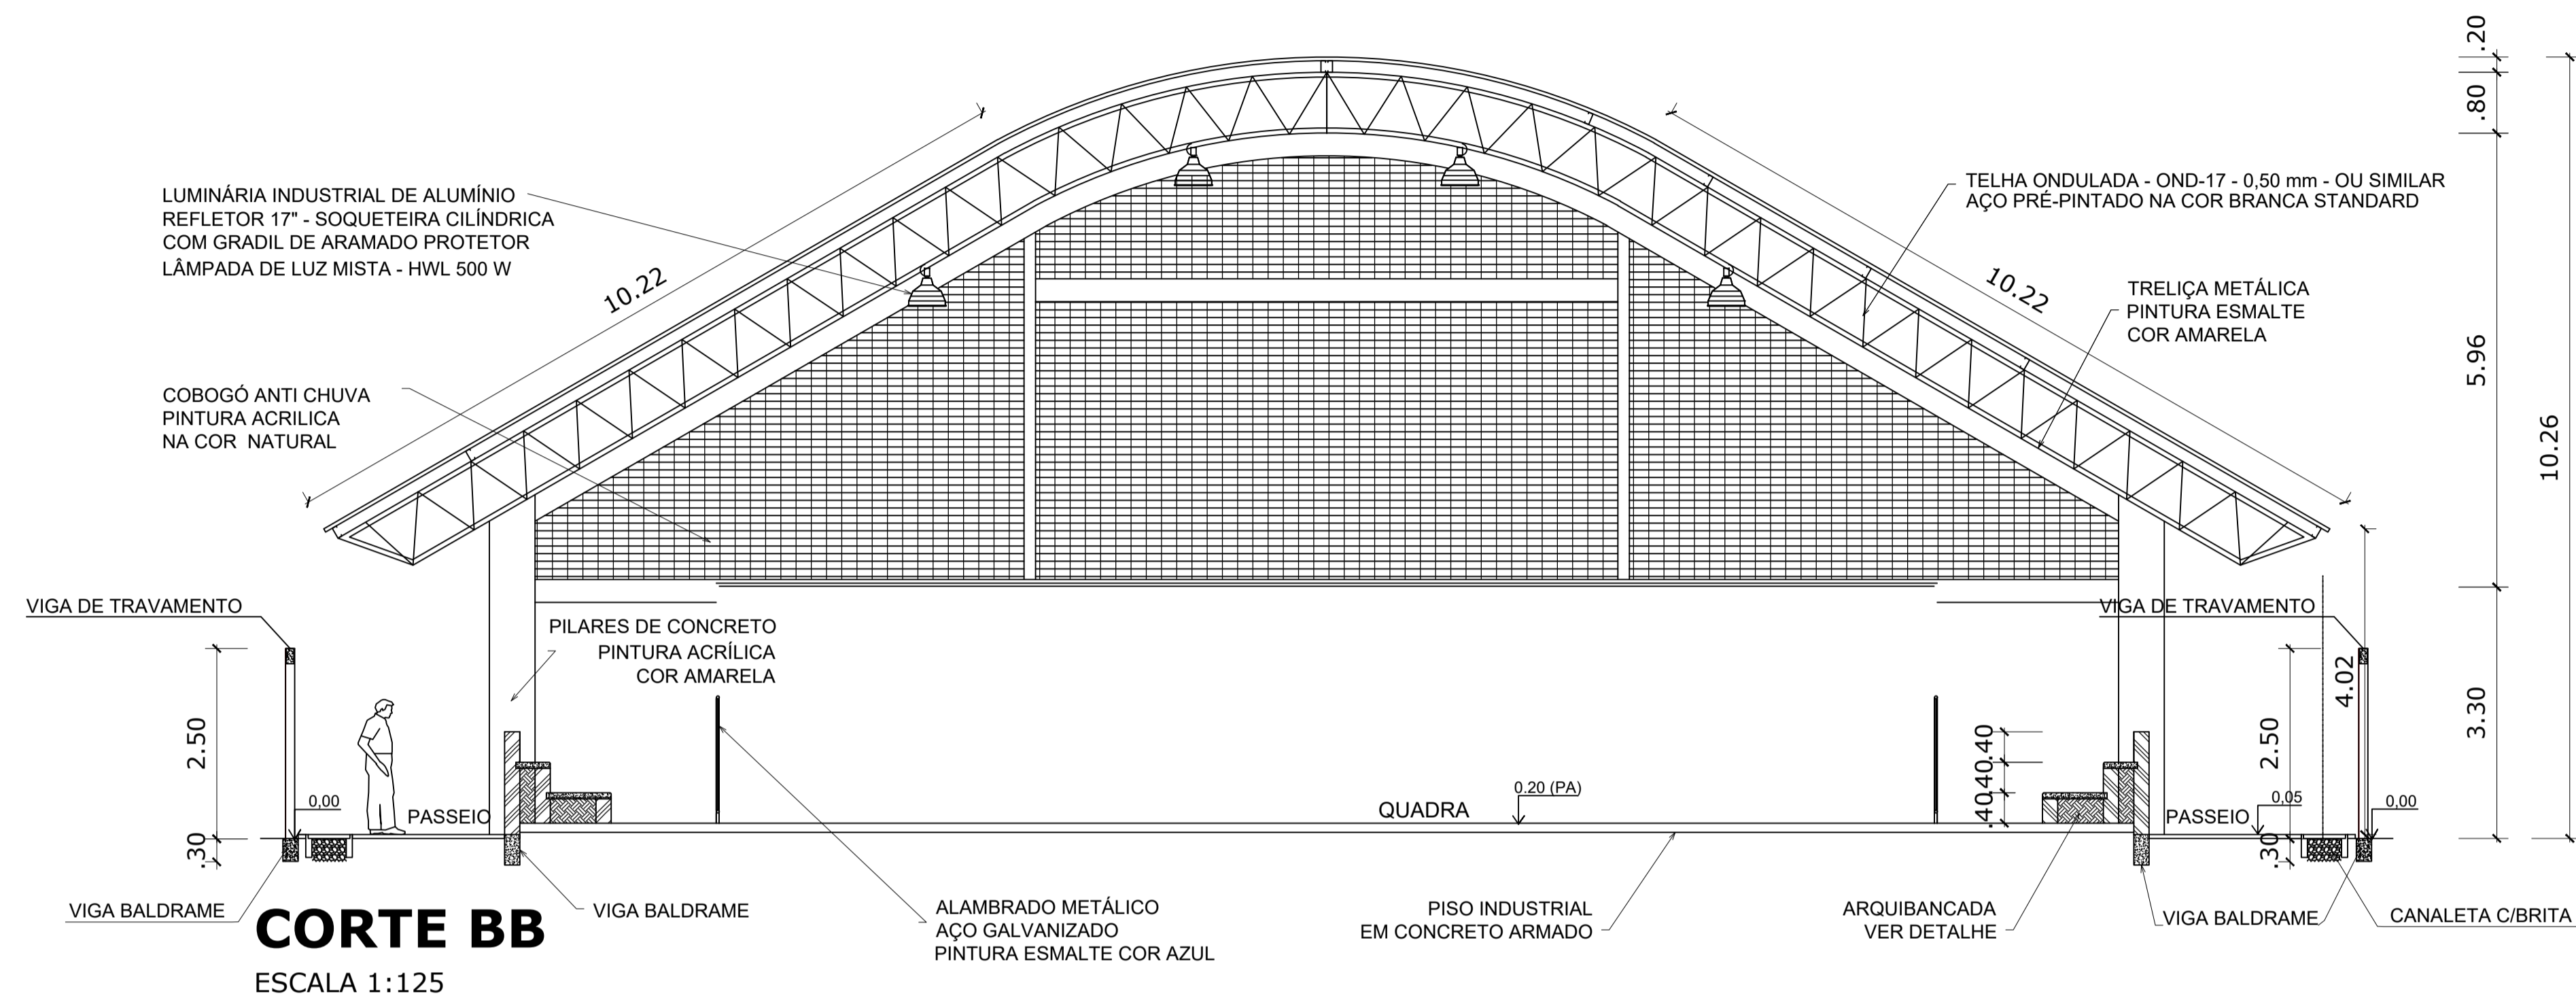 .20
.80
5.96
10.26
3.30
LUMINÁRIA INDUSTRIAL DE ALUMÍNIO
REFLETOR 17" - SOQUETEIRA CILÍNDRICA
COM GRADIL DE ARAMADO PROTETOR
LÂMPADA DE LUZ MISTA - HWL 500 W
10.22
10.22
TELHA ONDULADA - OND-17 - 0,50 mm - OU SIMILAR
AÇO PRÉ-PINTADO NA COR BRANCA STANDARD
TRELIÇA METÁLICA
PINTURA ESMALTE
COR AMARELA
COBOGÓ ANTI CHUVA
PINTURA ACRILICA
NA COR NATURAL
VIGA DE TRAVAMENTO
PILARES DE CONCRETO
PINTURA ACRÍLICA
COR AMARELA
VIGA DE TRAVAMENTO
4.02
2.50
2.50
.40
.40
.40
0,00
PASSEIO
QUADRA
0.20 (PA)
PASSEIO
0,05
0,00
.30
.30
VIGA BALDRAME
VIGA BALDRAME
ALAMBRADO METÁLICO
AÇO GALVANIZADO
PINTURA ESMALTE COR AZUL
PISO INDUSTRIAL
EM CONCRETO ARMADO
ARQUIBANCADA
VER DETALHE
VIGA BALDRAME
CANALETA C/BRITA
CORTE BB
ESCALA 1:125